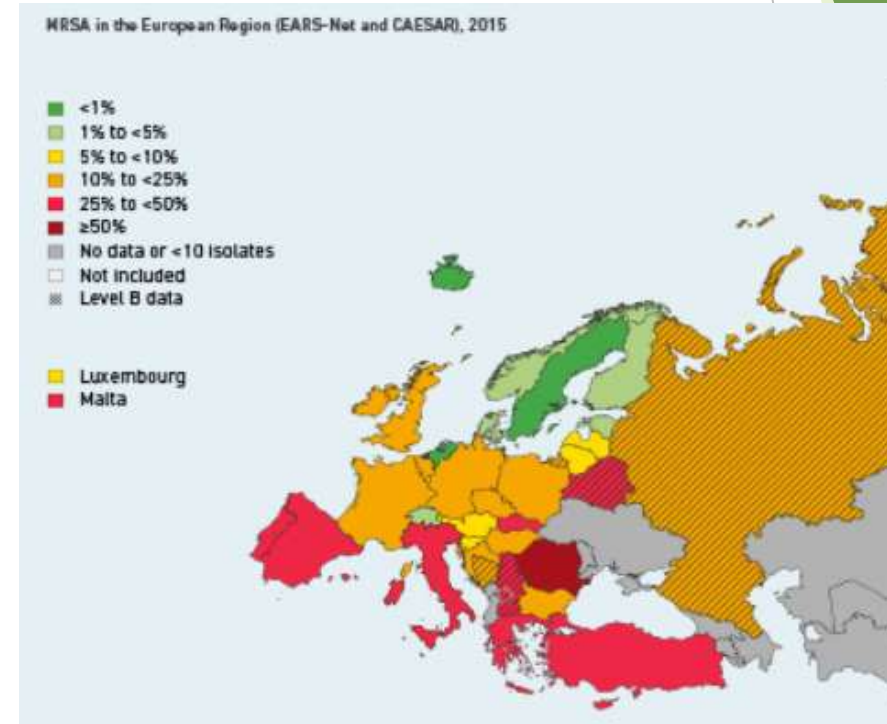 MRSA in the European Region (EARS-Net and CAESAR), 2015
<1%
1% to <5%
5% to <10%
10% to <25%
25% to <50%
≥50%
No data or <10 isolates
Not included
Level B data
Luxembourg
Malta